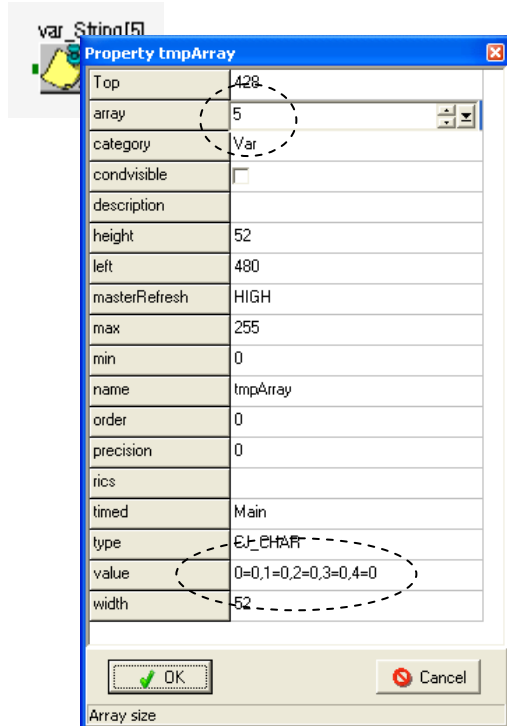 var_String[5]
Property tmpArray
Top 428
array 5
category Var
condvisible
description
height 52
left 480
masterRefresh HIGH
max 255
min 0
name tmpArray
order 0
precision 0
rics
timed Main
type CJ_CHAR
value 0=0,1=0,2=0,3=0,4=0
width 52
OK Cancel
Array size